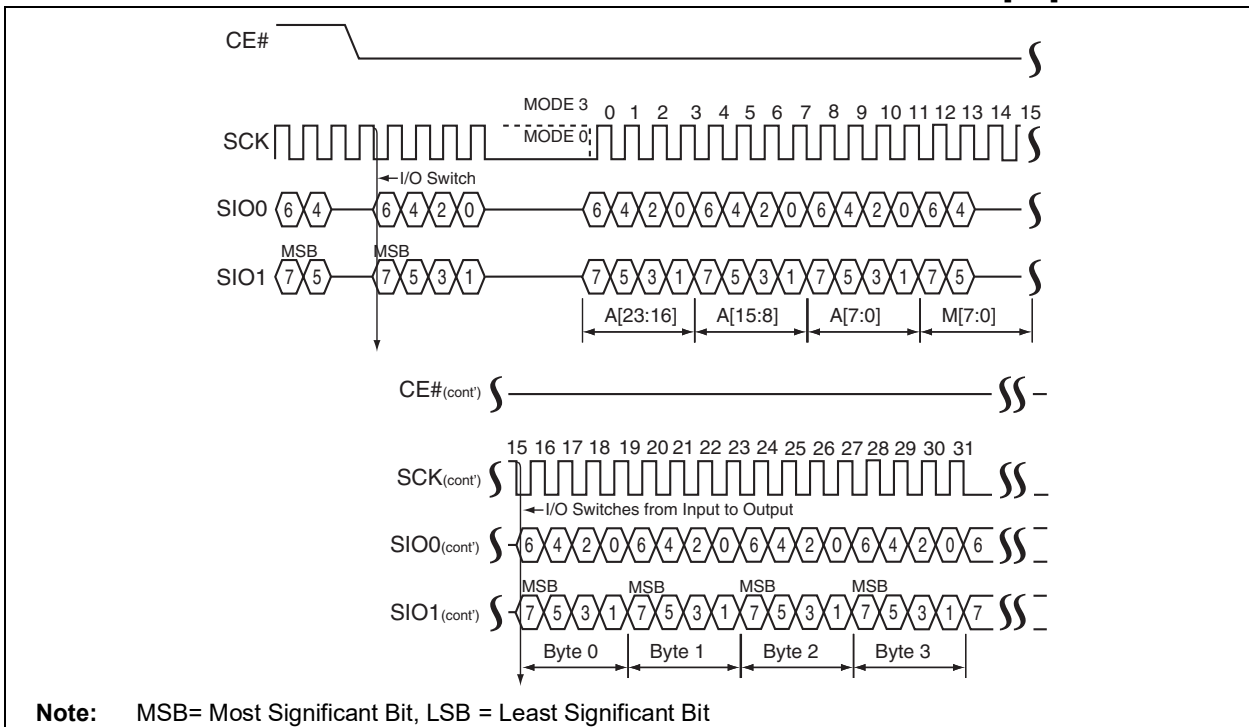 CE#
MODE 3
0 1 2 3 4 5 6 7 8 9 10 11 12 13 14 15
SCK
MODE 0
I/O Switch
SIO0 6 4 6 4 2 0 6 4 2 0 6 4 2 0 6 4 2 0 6 4
MSB MSB
SIO1 7 5 7 5 3 1 7 5 3 1 7 5 3 1 7 5 3 1 7 5
A[23:16] A[15:8] A[7:0] M[7:0]
CE#(cont')
15 16 17 18 19 20 21 22 23 24 25 26 27 28 29 30 31
SCK(cont')
I/O Switches from Input to Output
SIO0(cont') 6 4 2 0 6 4 2 0 6 4 2 0 6 4 2 0 6
MSB MSB MSB MSB
SIO1(cont') 7 5 3 1 7 5 3 1 7 5 3 1 7 5 3 1 7
Byte 0 Byte 1 Byte 2 Byte 3
Note: MSB= Most Significant Bit, LSB = Least Significant Bit